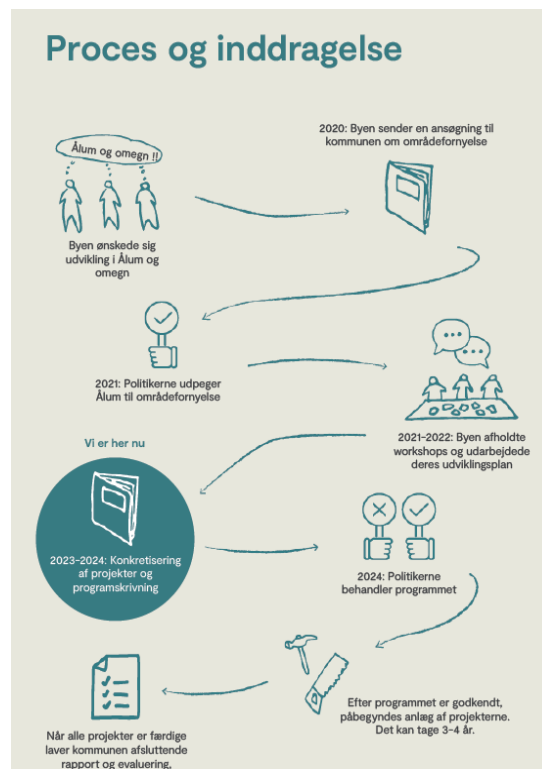 Proces og inddragelse
Ålum og omegn !!
Byen ønskede sig
udvikling i Ålum og
omegn
2020: Byen sender en ansøgning til
kommunen om områdefornyelse
2021: Politikerne udpeger
Ålum til områdefornyelse
2021-2022: Byen afholdte
workshops og udarbejdede
deres udviklingsplan
Vi er her nu
2023-2024: Konkretisering
af projekter og
programskrivning
2024: Politikerne
behandler programmet
Efter programmet er godkendt,
påbegyndes anlæg af projekterne.
Det kan tage 3-4 år.
Når alle projekter er færdige
laver kommunen afsluttende
rapport og evaluering,